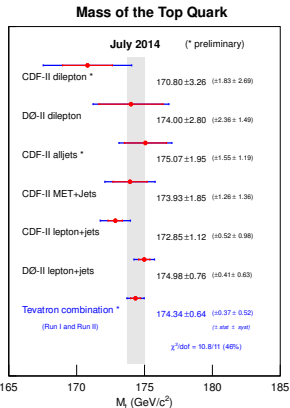 Mass of the Top Quark
July 2014 (* preliminary)
CDF-II dilepton * 170.80±3.26 (±1.83± 2.69)
DØ-II dilepton 174.00±2.80 (±2.36± 1.49)
CDF-II alljets * 175.07±1.95 (±1.55± 1.19)
CDF-II MET+Jets 173.93±1.85 (±1.26± 1.36)
CDF-II lepton+jets 172.85±1.12 (±0.52± 0.98)
DØ-II lepton+jets 174.98±0.76 (±0.41± 0.63)
Tevatron combination * 174.34±0.64 (±0.37± 0.52)
(Run I and Run II) (± stat ± syst)
χ²/dof = 10.8/11 (46%)
165 170 175 180 185
Mₜ (GeV/c²)